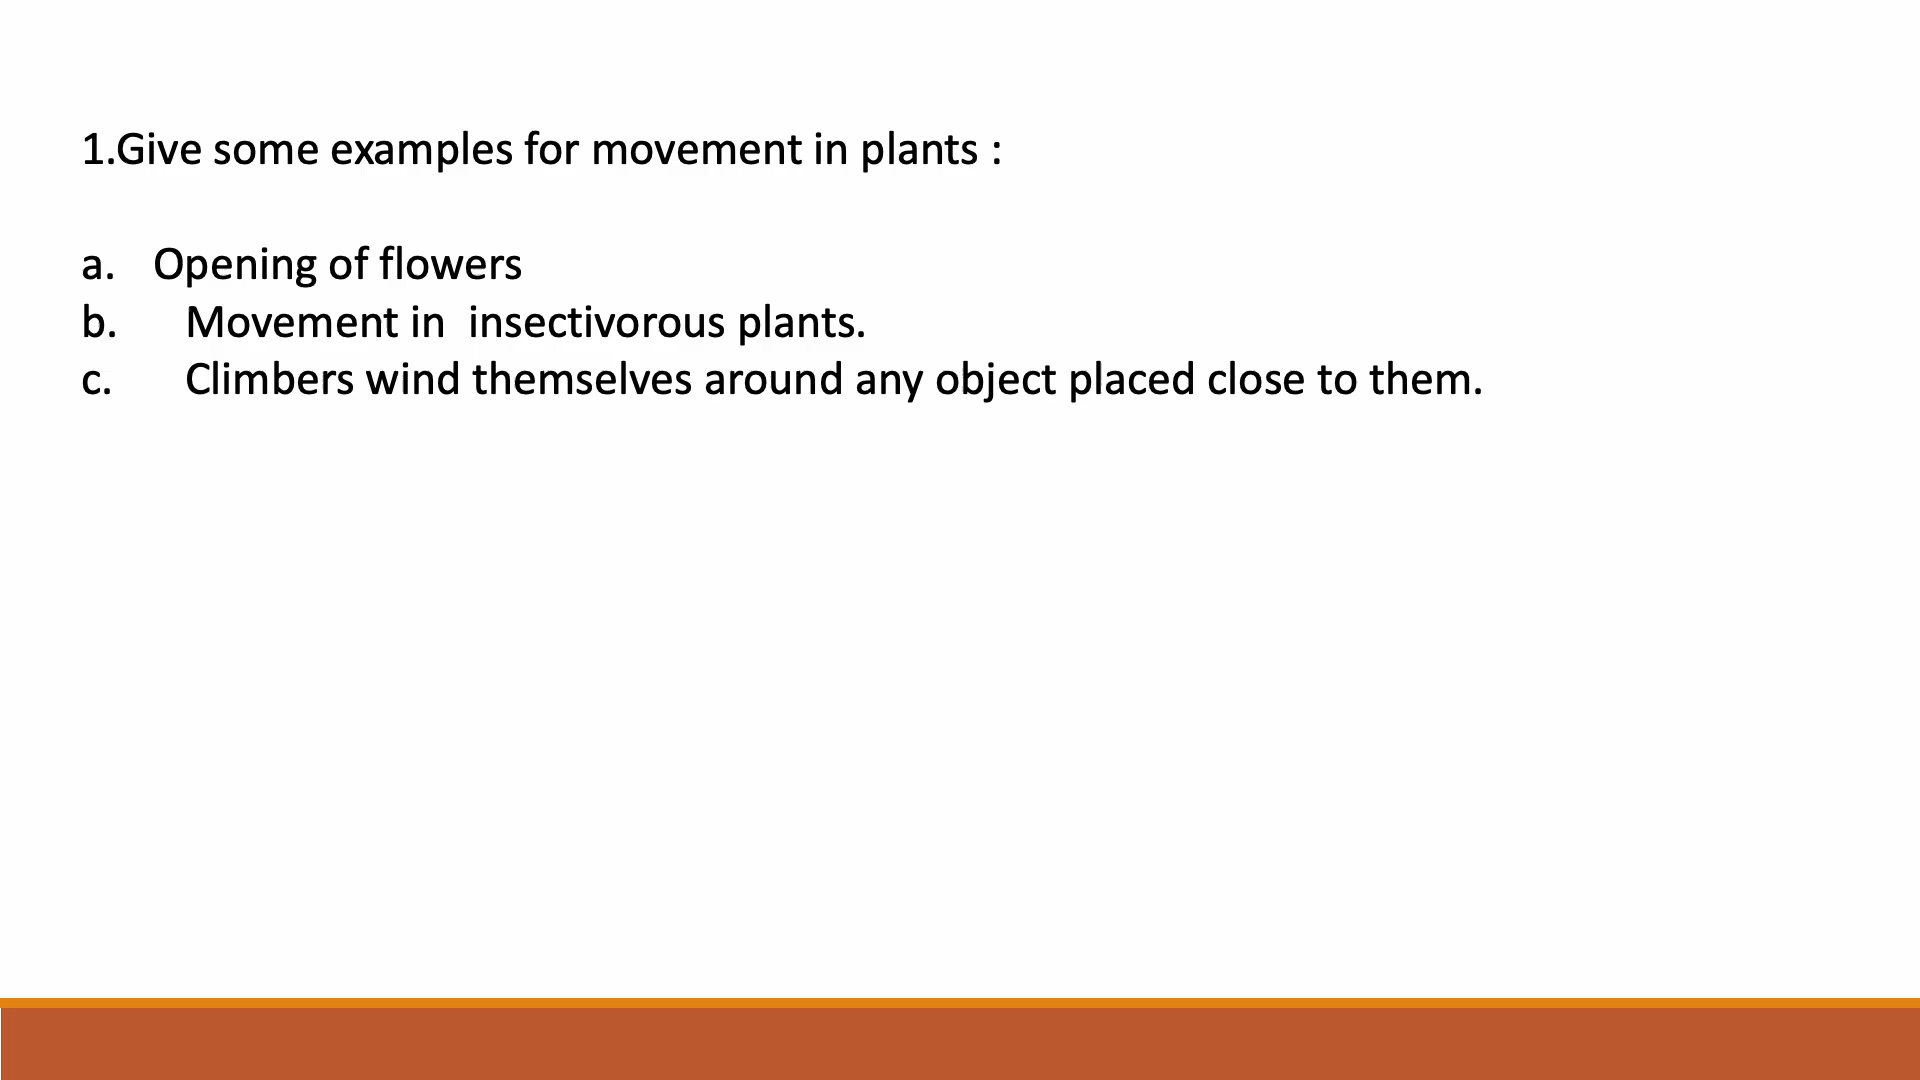 1.Give some examples for movement in plants :
a. Opening of flowers
b. Movement in  insectivorous plants.
c. Climbers wind themselves around any object placed close to them.